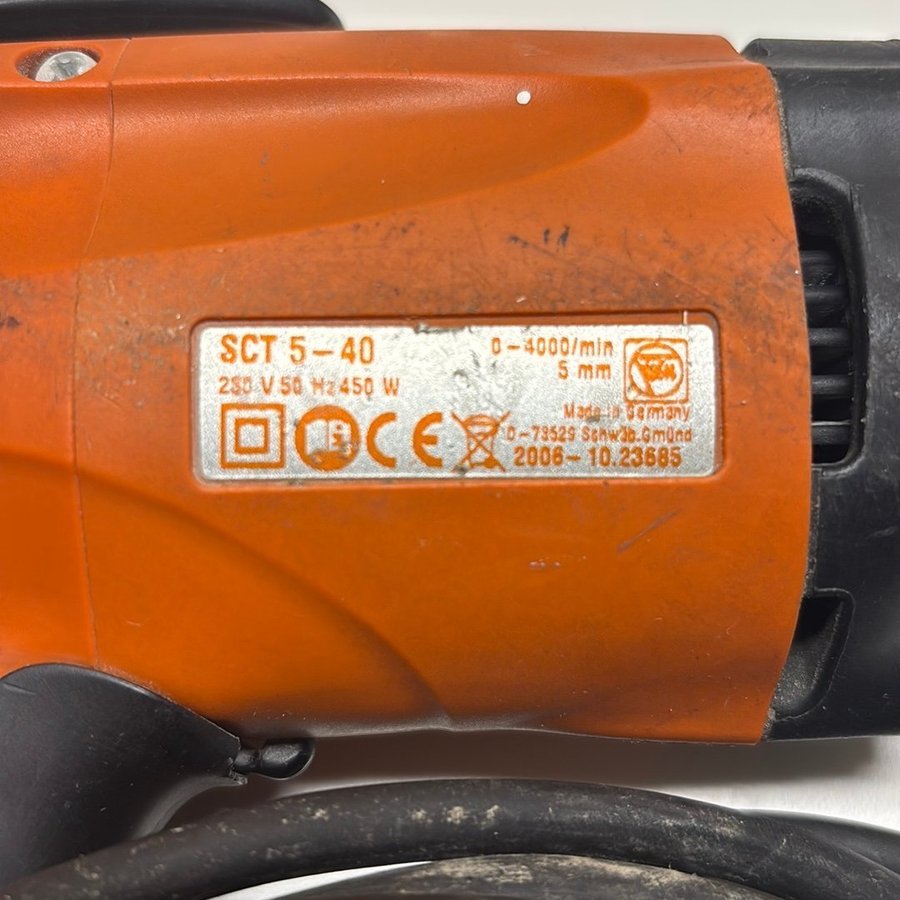 SCT 5-40
0-4000/min
230 V 50 Hz 450 W
5 mm
Made in Germany
D-73529 Schwäb.Gmünd
2006-10.23685